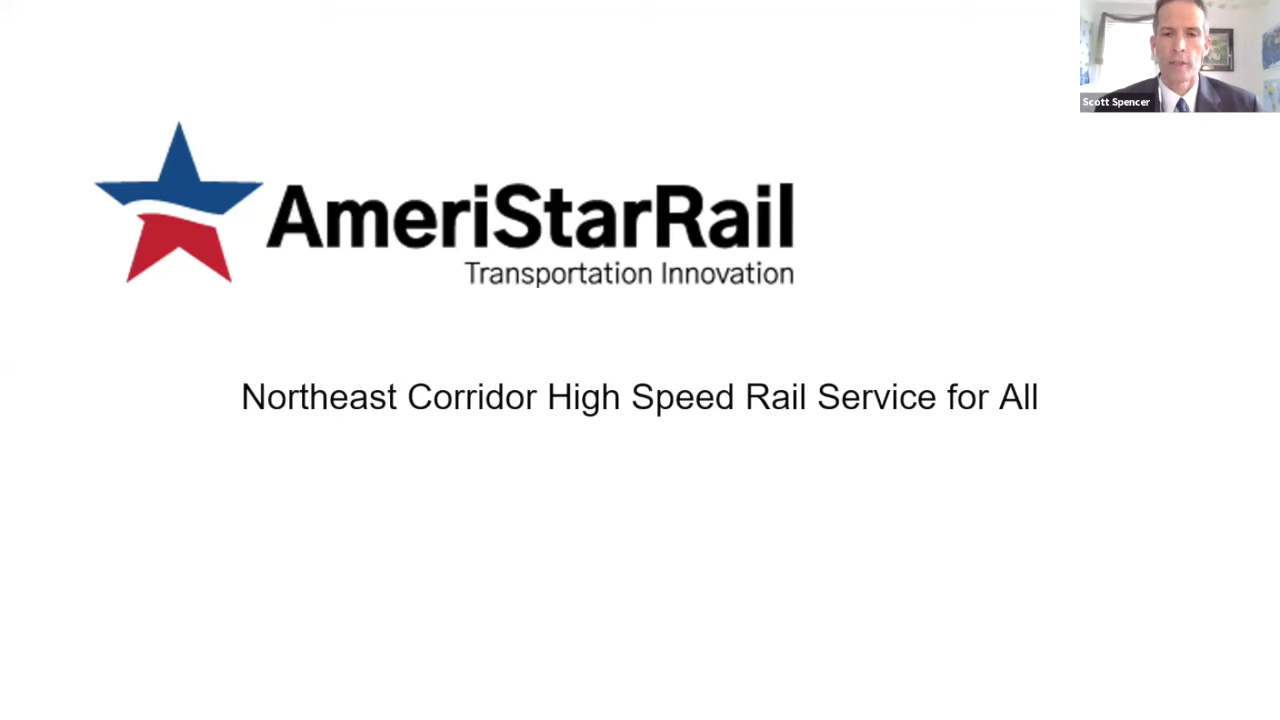 Scott Spencer
AmeriStarRail
Transportation Innovation
Northeast Corridor High Speed Rail Service for All